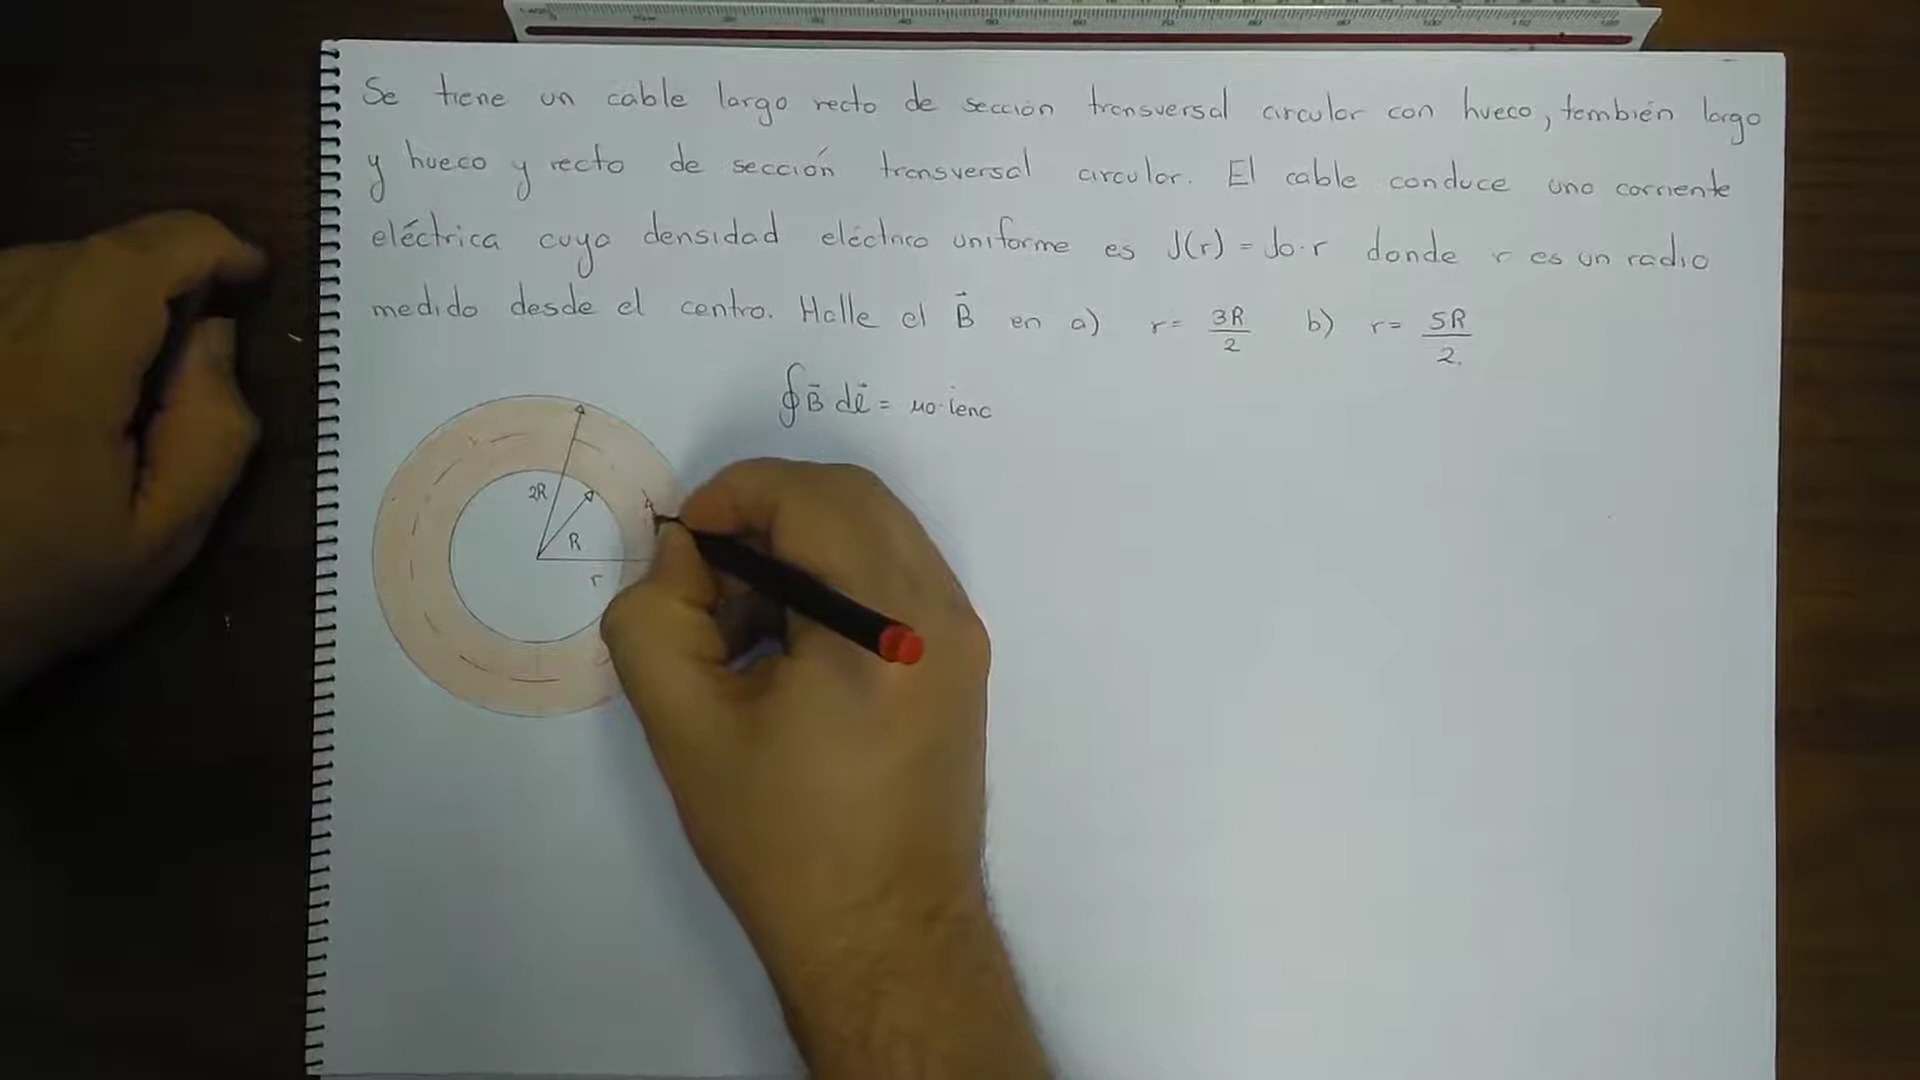 Se tiene un cable largo recto de sección transversal circular con hueco, también largo
y hueco y recto de sección transversal circular. El cable conduce una corriente
eléctrica cuya densidad eléctrica uniforme es J(r) = Jo·r donde r es un radio
medido desde el centro. Halle el B⃗ en a) r = 3R/2 b) r = 5R/2.
∮B⃗ dl⃗ = μo·ienc
2R
R
r